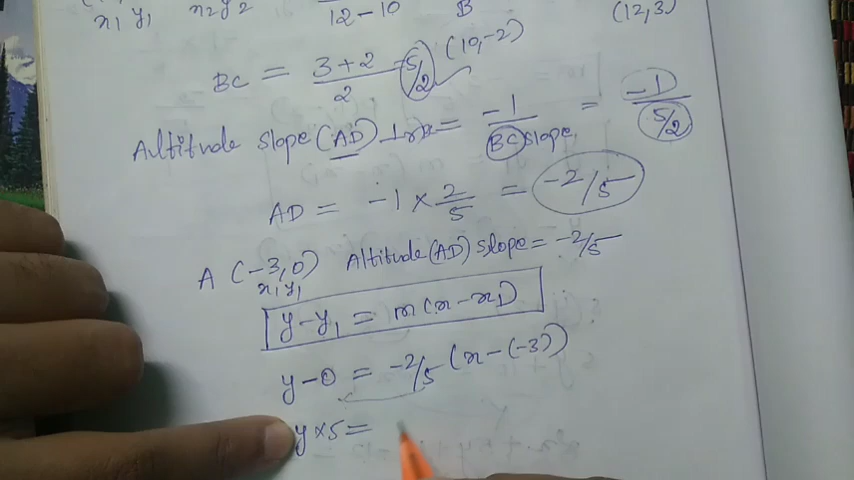 x₁ y₁ x₂ y₂ 12-10 B (12,3)
BC = 3+2/2 = 5/2 (10,-2)
Altitude slope (AD) ⊥r = -1/BC slope = -1/5/2
AD = -1 × 2/5 = -2/5
A (-3,0) Altitude (AD) slope = -2/5
x₁ y₁
y-y₁ = m(x-x₁)
y-0 = -2/5 (x-(-3))
y×5 =